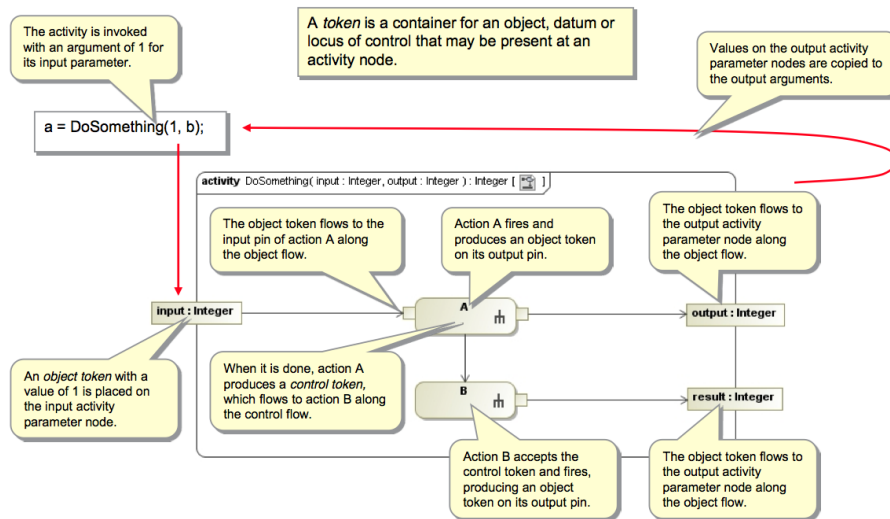 The activity is invoked
with an argument of 1 for
its input parameter.
A token is a container for an object, datum or
locus of control that may be present at an
activity node.
Values on the output activity
parameter nodes are copied to
the output arguments.
a = DoSomething(1, b);
activity DoSomething( input : Integer, output : Integer ) : Integer [ ]
The object token flows to the
input pin of action A along
the object flow.
Action A fires and
produces an object token
on its output pin.
The object token flows to
the output activity
parameter node along
the object flow.
input : Integer
A
output : Integer
An object token with a
value of 1 is placed on
the input activity
parameter node.
When it is done, action A
produces a control token,
which flows to action B along
the control flow.
B
result : Integer
Action B accepts the
control token and fires,
producing an object
token on its output pin.
The object token flows to
the output activity
parameter node along
the object flow.